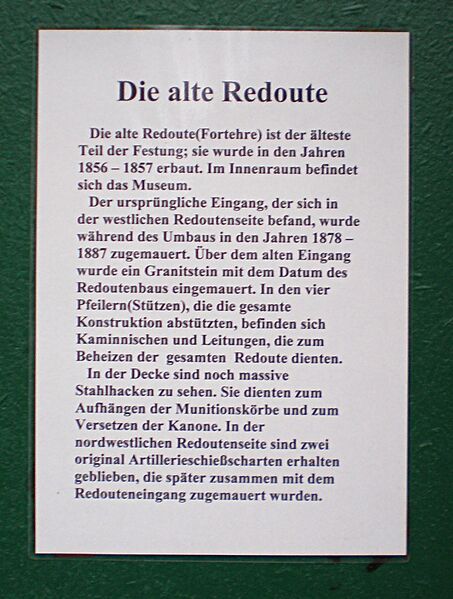 Die alte Redoute
Die alte Redoute(Fortehre) ist der älteste
Teil der Festung; sie wurde in den Jahren
1856 – 1857 erbaut. Im Innenraum befindet
sich das Museum.
Der ursprüngliche Eingang, der sich in
der westlichen Redoutenseite befand, wurde
während des Umbaus in den Jahren 1878 –
1887 zugemauert. Über dem alten Eingang
wurde ein Granitstein mit dem Datum des
Redoutenbaus eingemauert. In den vier
Pfeilern(Stützen), die die gesamte
Konstruktion abstützten, befinden sich
Kaminnischen und Leitungen, die zum
Beheizen der gesamten Redoute dienten.
In der Decke sind noch massive
Stahlhacken zu sehen. Sie dienten zum
Aufhängen der Munitionskörbe und zum
Versetzen der Kanone. In der
nordwestlichen Redoutenseite sind zwei
original Artillerieschießscharten erhalten
geblieben, die später zusammen mit dem
Redouteneingang zugemauert wurden.